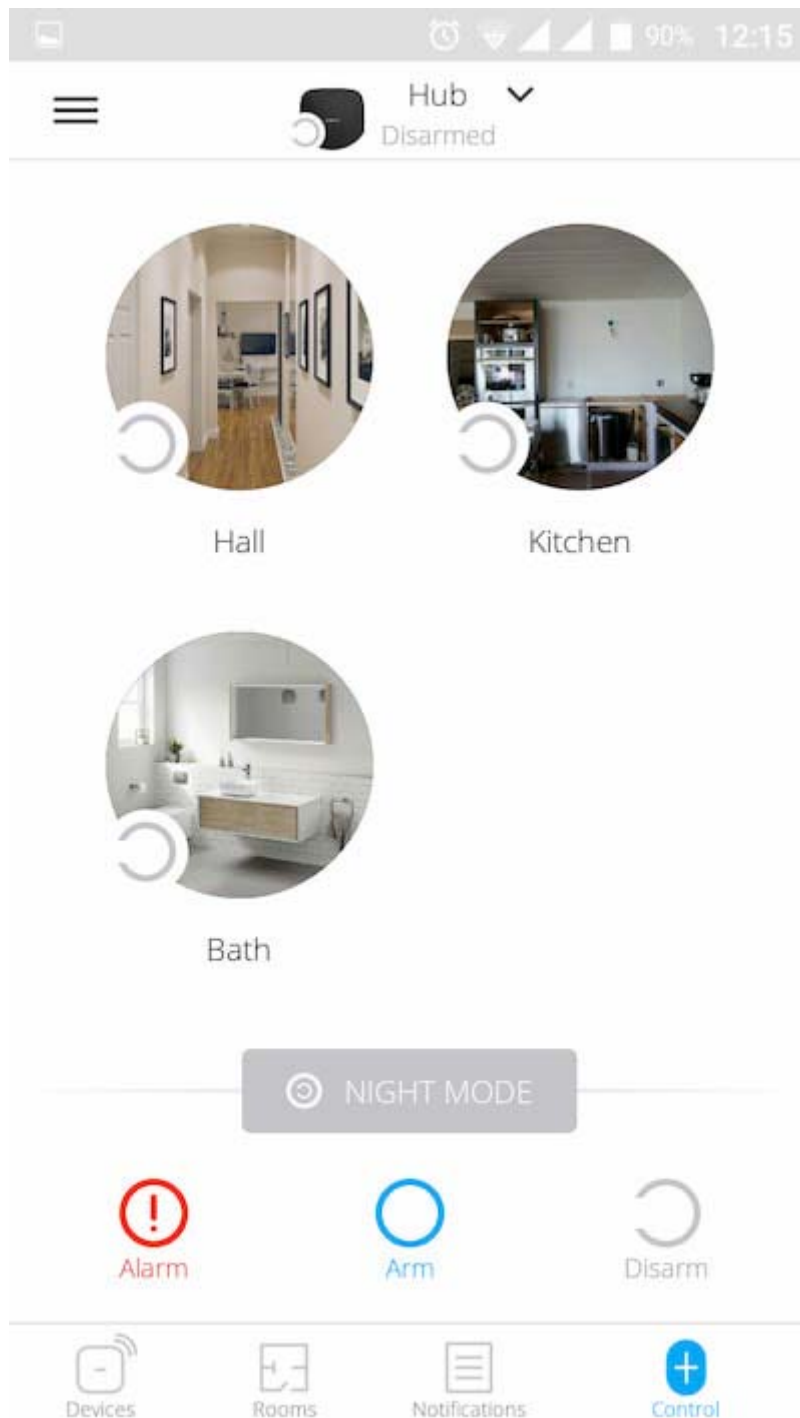 90% 12:15
Hub
Disarmed
Hall
Kitchen
Bath
NIGHT MODE
Alarm
Arm
Disarm
Devices
Rooms
Notifications
Control